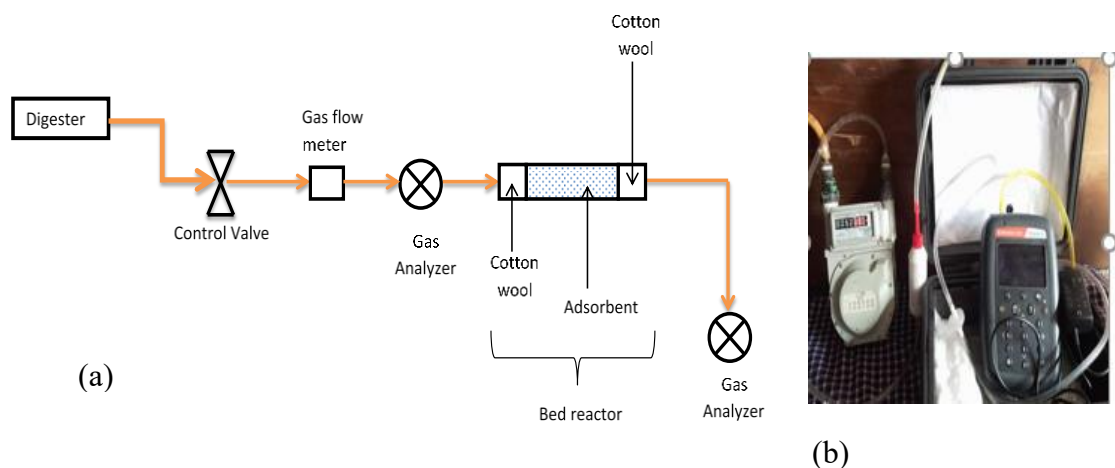 Cotton
wool
Digester
Gas flow
meter
Control Valve
Gas
Analyzer
Cotton
wool
Adsorbent
Gas
Analyzer
Bed reactor
(a)
(b)